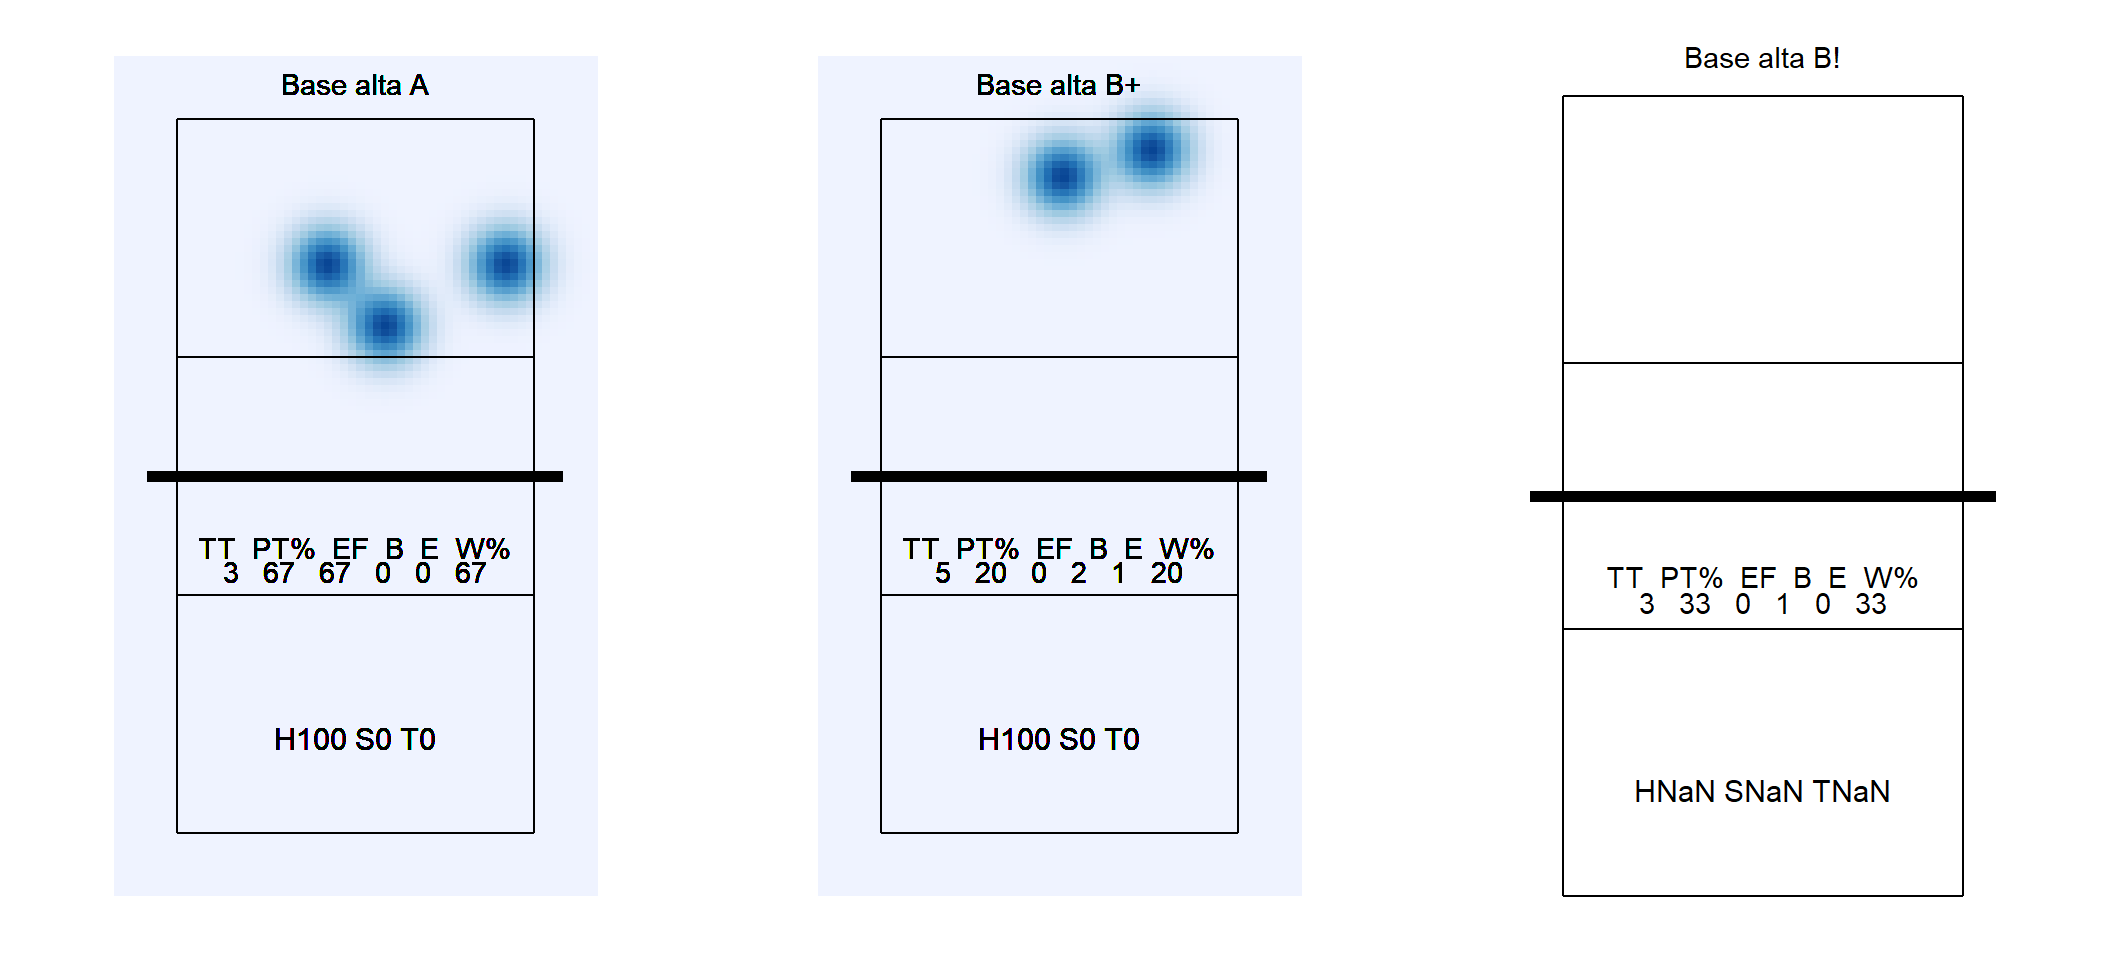 Base alta A
TT PT% EF B E W%
3 67 67 0 0 67
H100 S0 T0
Base alta B+
TT PT% EF B E W%
5 20 0 2 1 20
H100 S0 T0
Base alta B!
TT PT% EF B E W%
3 33 0 1 0 33
HNaN SNaN TNaN